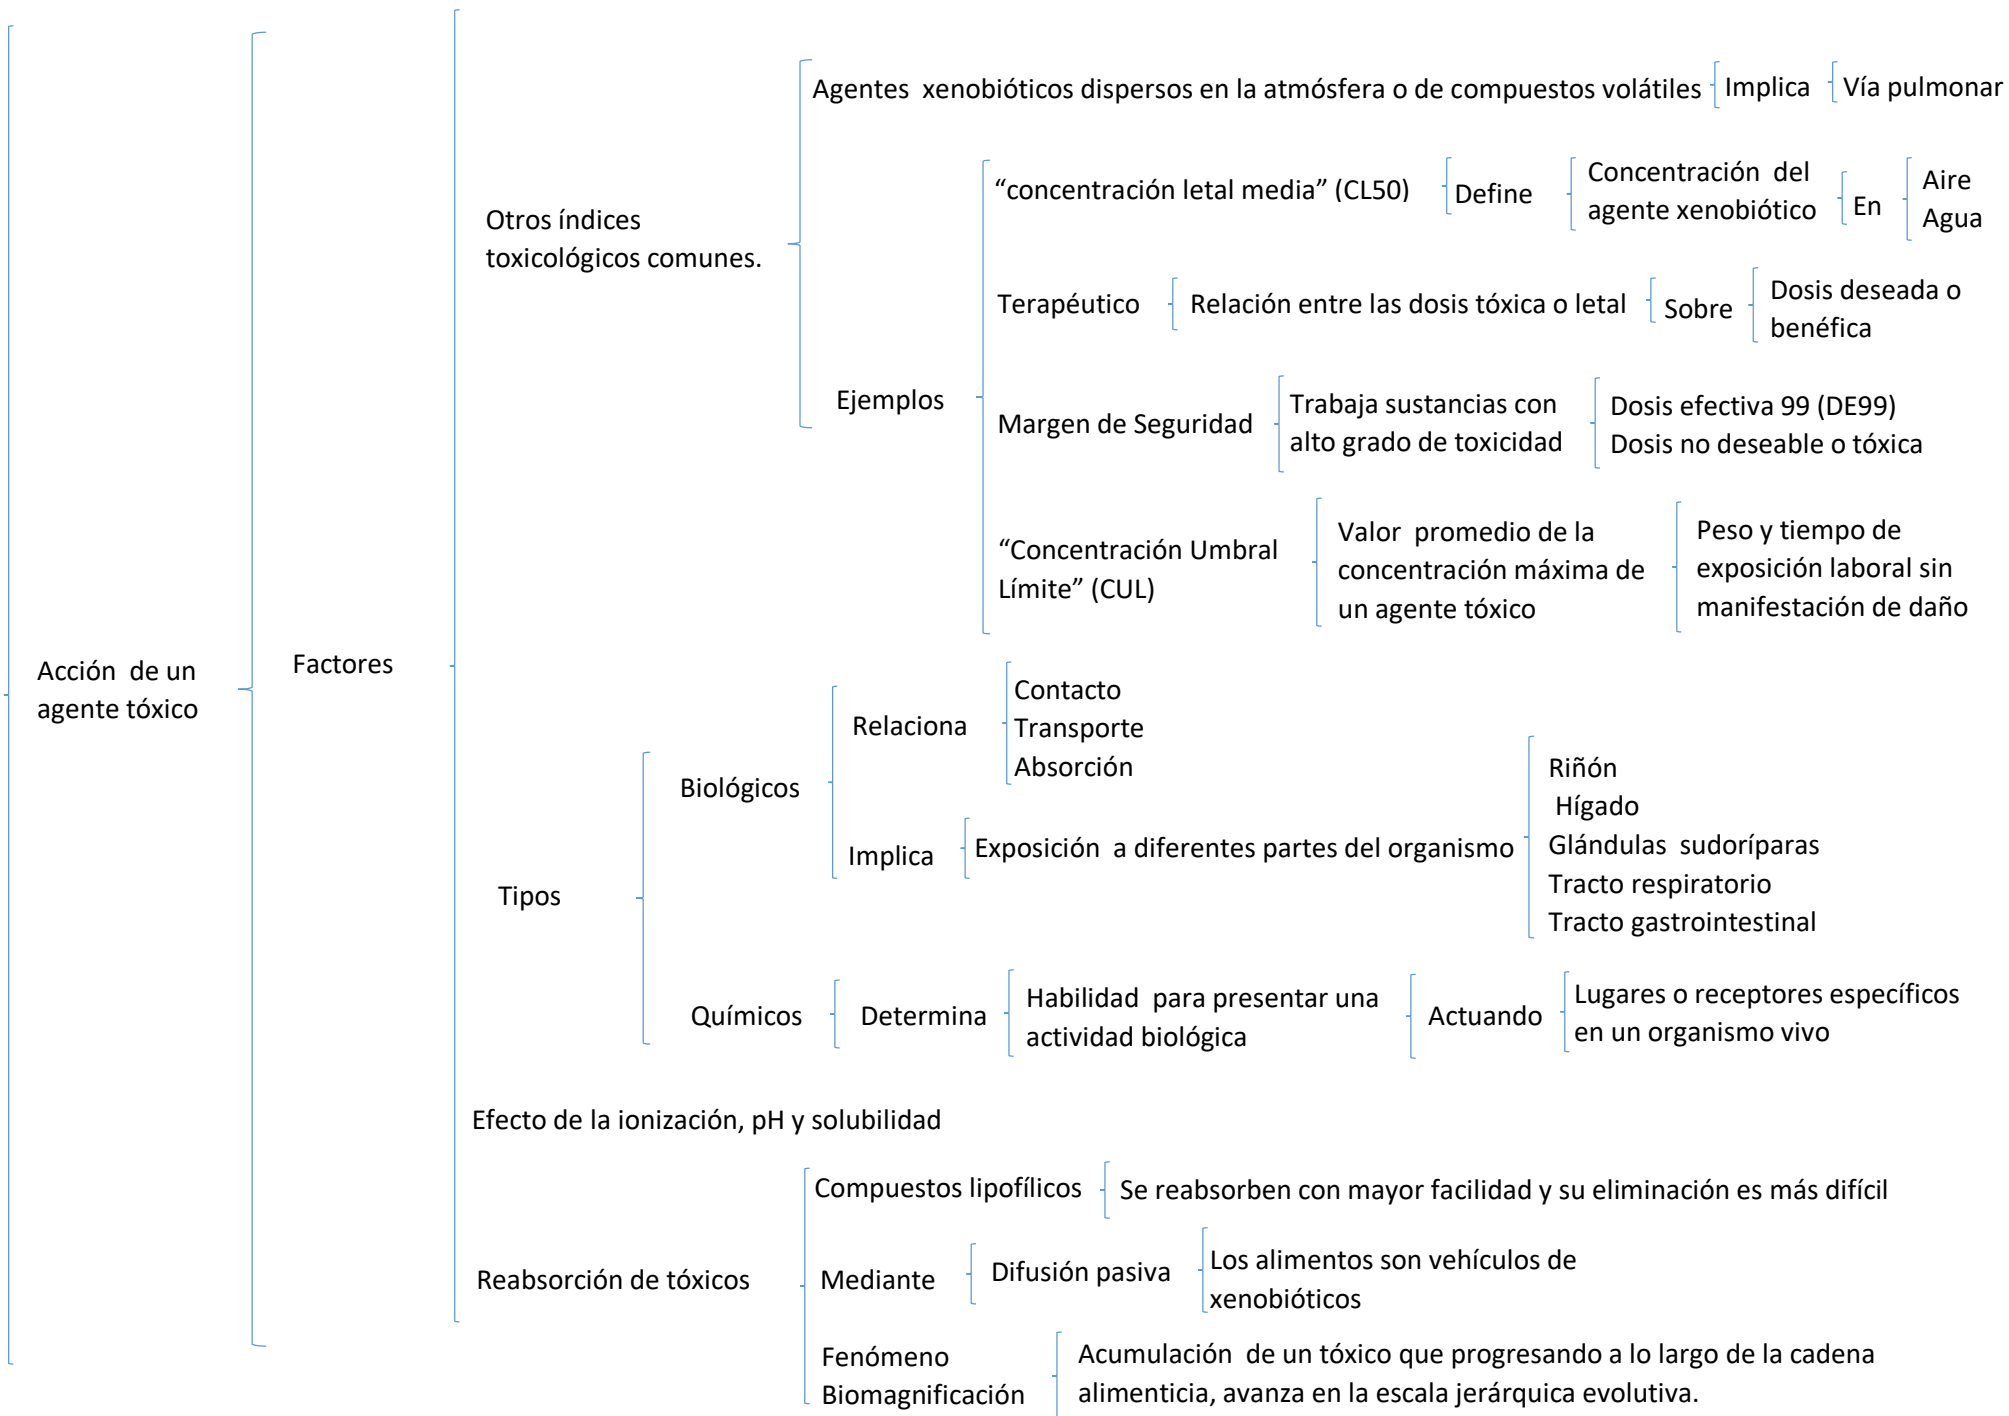 Acción de un
agente tóxico
Factores
Otros índices
toxicológicos comunes.
Agentes xenobióticos dispersos en la atmósfera o de compuestos volátiles
Implica
Vía pulmonar
Ejemplos
“concentración letal media” (CL50)
Define
Concentración del
agente xenobiótico
En
Aire
Agua
Terapéutico
Relación entre las dosis tóxica o letal
Sobre
Dosis deseada o
benéfica
Margen de Seguridad
Trabaja sustancias con
alto grado de toxicidad
Dosis efectiva 99 (DE99)
Dosis no deseable o tóxica
“Concentración Umbral
Límite” (CUL)
Valor promedio de la
concentración máxima de
un agente tóxico
Peso y tiempo de
exposición laboral sin
manifestación de daño
Tipos
Biológicos
Relaciona
Contacto
Transporte
Absorción
Implica
Exposición a diferentes partes del organismo
Riñón
Hígado
Glándulas sudoríparas
Tracto respiratorio
Tracto gastrointestinal
Químicos
Determina
Habilidad para presentar una
actividad biológica
Actuando
Lugares o receptores específicos
en un organismo vivo
Efecto de la ionización, pH y solubilidad
Reabsorción de tóxicos
Compuestos lipofílicos
Se reabsorben con mayor facilidad y su eliminación es más difícil
Mediante
Difusión pasiva
Los alimentos son vehículos de
xenobióticos
Fenómeno
Biomagnificación
Acumulación de un tóxico que progresando a lo largo de la cadena
alimenticia, avanza en la escala jerárquica evolutiva.